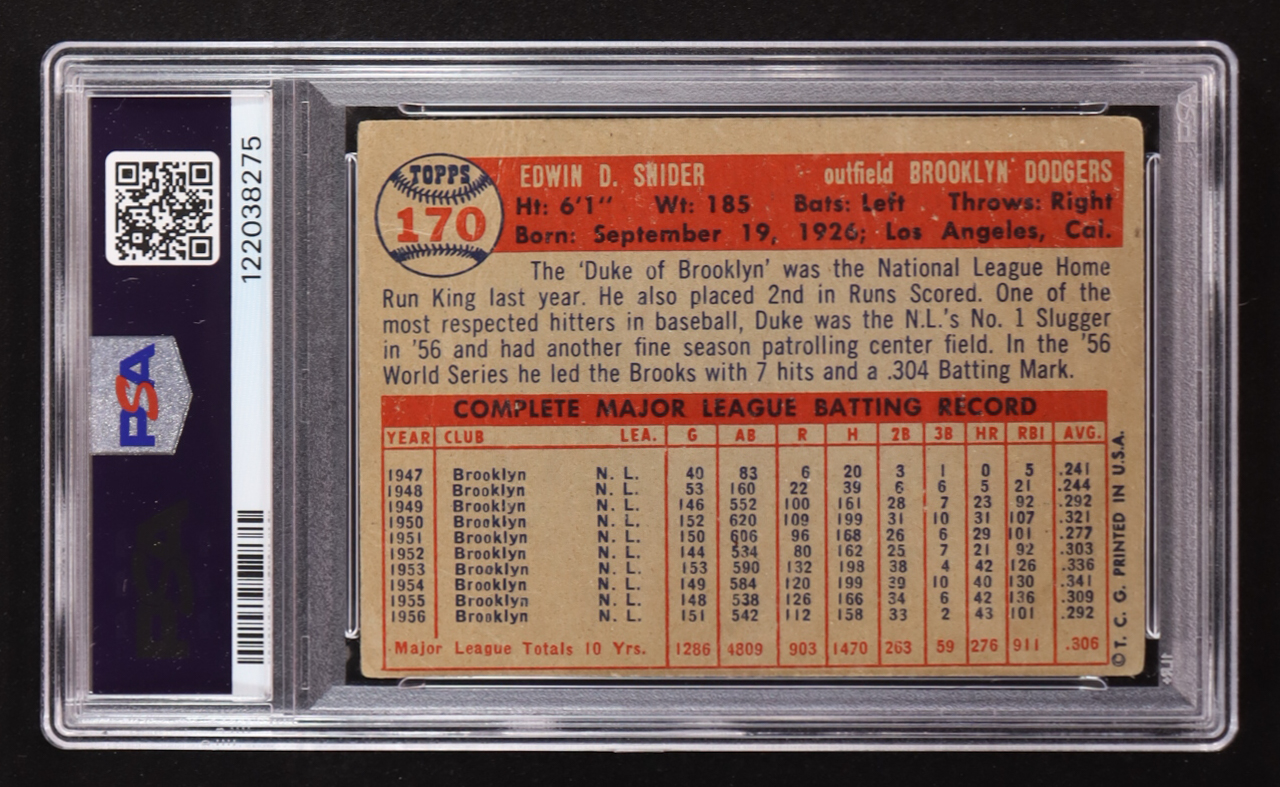 122038275
PSA
TOPPS
170
EDWIN D. SNIDER outfield BROOKLYN DODGERS
Ht: 6'1" Wt: 185 Bats: Left Throws: Right
Born: September 19, 1926; Los Angeles, Cal.
The 'Duke of Brooklyn' was the National League Home
Run King last year. He also placed 2nd in Runs Scored. One of the
most respected hitters in baseball, Duke was the N.L.'s No. 1 Slugger
in '56 and had another fine season patrolling center field. In the '56
World Series he led the Brooks with 7 hits and a .304 Batting Mark.
COMPLETE MAJOR LEAGUE BATTING RECORD
YEAR CLUB LEA. G AB R H 2B 3B HR RBI AVG.
1947 Brooklyn N. L. 40 83 6 20 3 1 0 5 .241
1948 Brooklyn N. L. 53 160 22 39 6 6 5 21 .244
1949 Brooklyn N. L. 146 552 100 161 28 7 23 92 .292
1950 Brooklyn N. L. 152 620 109 199 31 10 31 107 .321
1951 Brooklyn N. L. 150 606 96 168 26 6 29 101 .277
1952 Brooklyn N. L. 144 534 80 162 25 7 21 92 .303
1953 Brooklyn N. L. 153 590 132 198 38 4 42 126 .336
1954 Brooklyn N. L. 149 584 120 199 39 10 40 130 .341
1955 Brooklyn N. L. 148 538 126 166 34 6 42 136 .309
1956 Brooklyn N. L. 151 542 112 158 33 2 43 101 .292
Major League Totals 10 Yrs. 1286 4809 903 1470 263 59 276 911 .306
© T. C. G. PRINTED IN U.S.A.
PSA
PSA